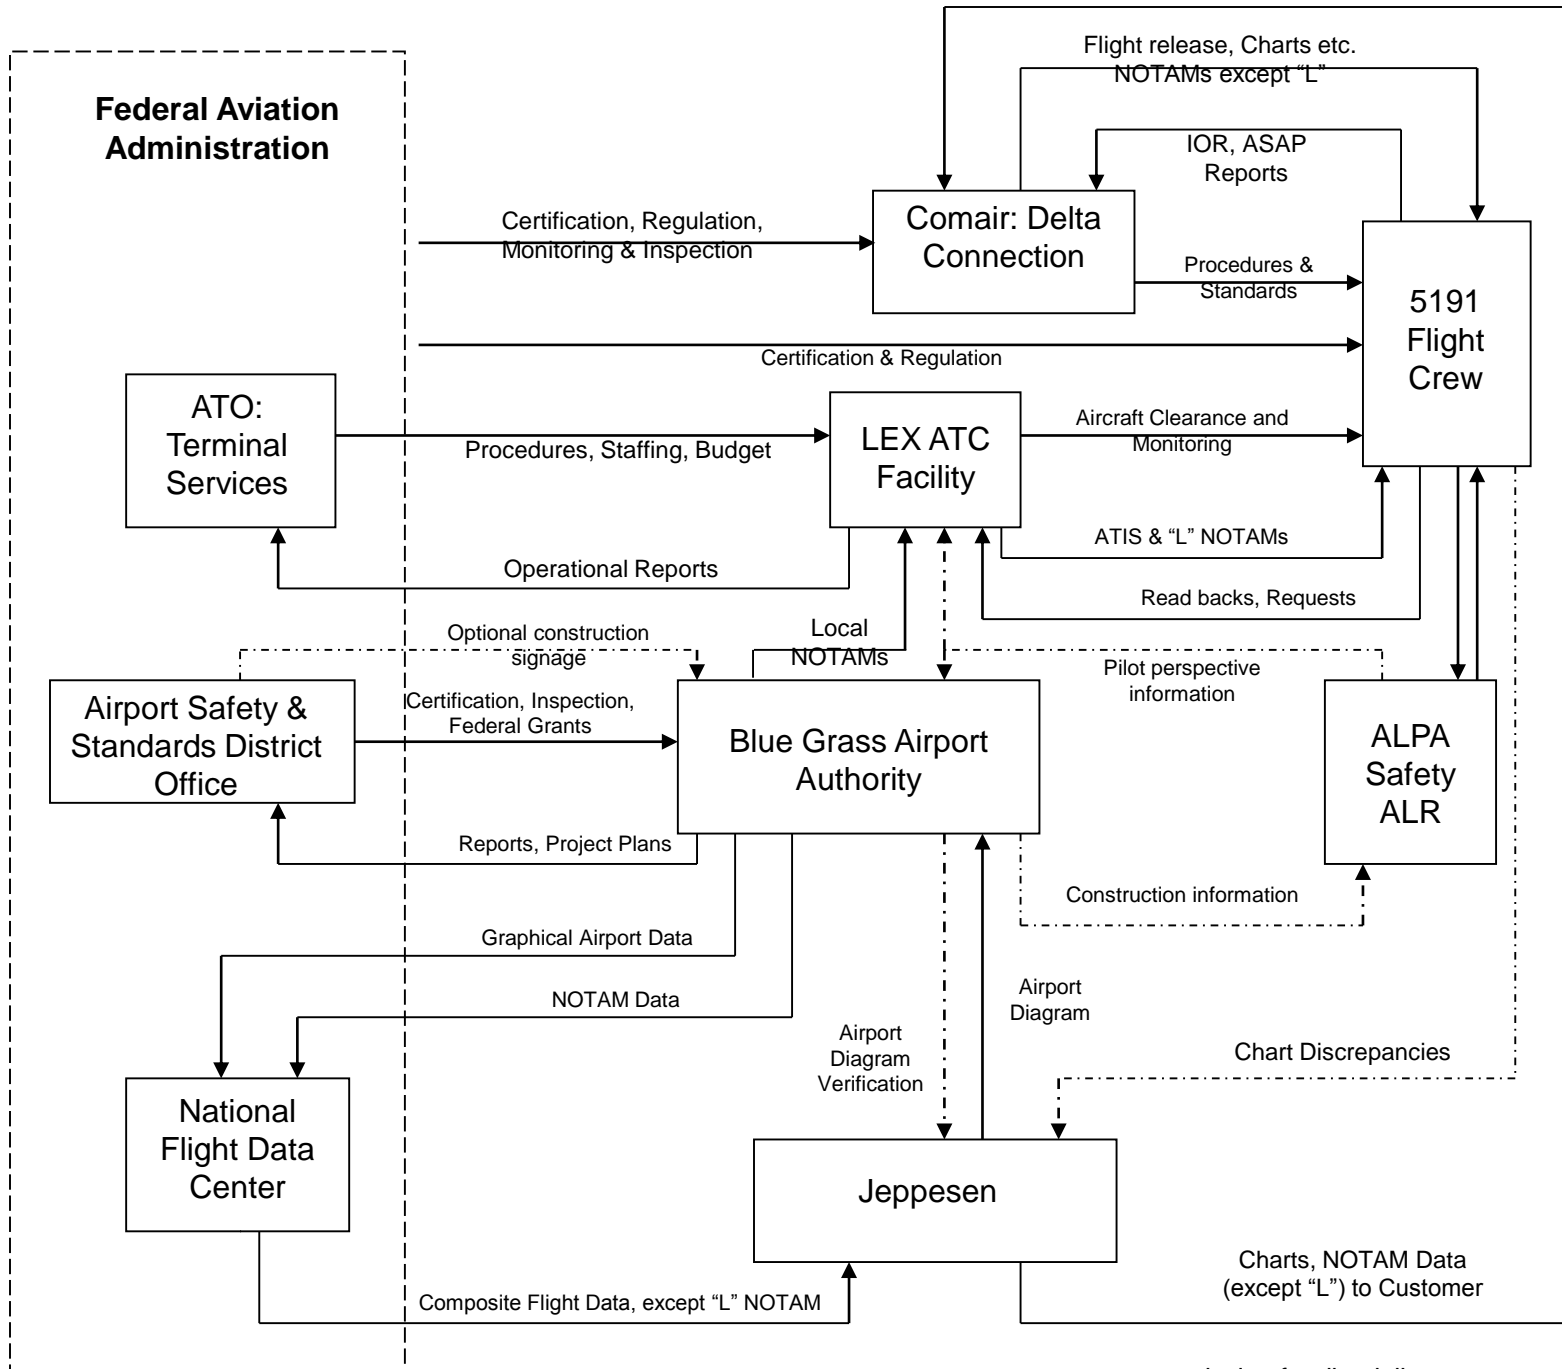 Flight release, Charts etc.
NOTAMs except “L”
Federal Aviation
Administration
IOR, ASAP
Reports
Certification, Regulation,
Monitoring & Inspection
Comair: Delta
Connection
Procedures &
Standards
5191
Flight
Crew
Certification & Regulation
ATO:
Terminal
Services
Procedures, Staffing, Budget
LEX ATC
Facility
Aircraft Clearance and
Monitoring
ATIS & “L” NOTAMs
Operational Reports
Read backs, Requests
Optional construction
signage
Local
NOTAMs
Pilot perspective
information
Airport Safety &
Standards District
Office
Certification, Inspection,
Federal Grants
Blue Grass Airport
Authority
ALPA
Safety
ALR
Reports, Project Plans
Construction information
Graphical Airport Data
NOTAM Data
Airport
Diagram
Airport
Diagram
Verification
Chart Discrepancies
National
Flight Data
Center
Jeppesen
Charts, NOTAM Data
(except “L”) to Customer
Composite Flight Data, except “L” NOTAM